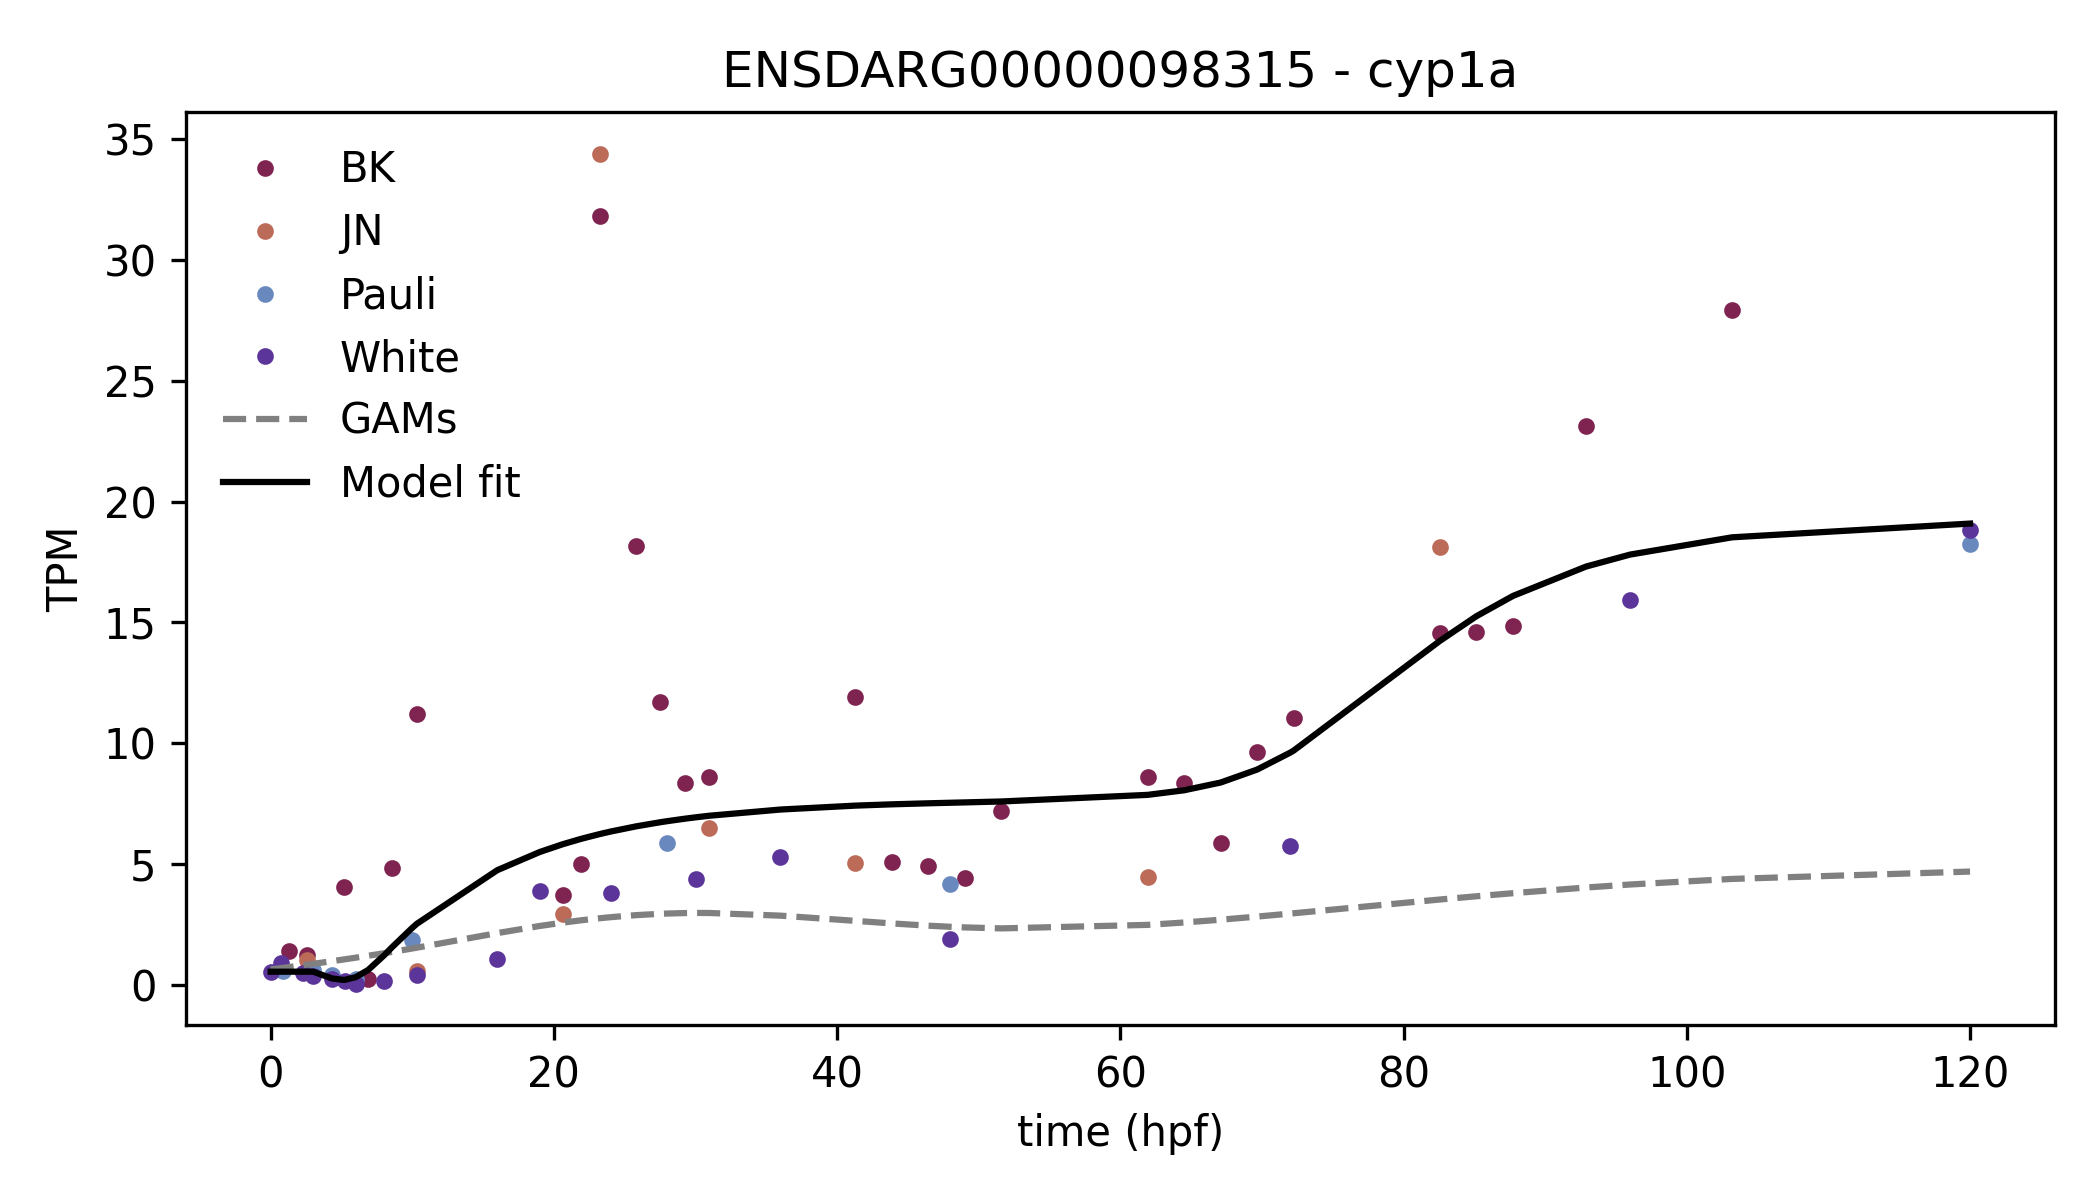 ENSDARG00000098315 - cyp1a
35
30
25
20
15
10
5
0
TPM
BK
JN
Pauli
White
GAMs
Model fit
0 20 40 60 80 100 120
time (hpf)